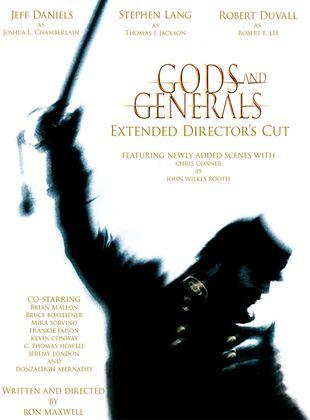 Jeff Daniels
as
Joshua L. Chamberlain
Stephen Lang
as
Thomas J. Jackson
Robert Duvall
as
Robert E. Lee
Gods and
Generals
Extended Director's Cut
featuring newly added scenes with
Chris Conner
as
John Wilkes Booth
Co-Starring
Brian Mallon
Bruce Boxleitner
Mira Sorvino
Frankie Faison
Kevin Conway
C. Thomas Howell
Jeremy London
and
Donzaleigh Abernathy
Written and directed
by
Ron Maxwell